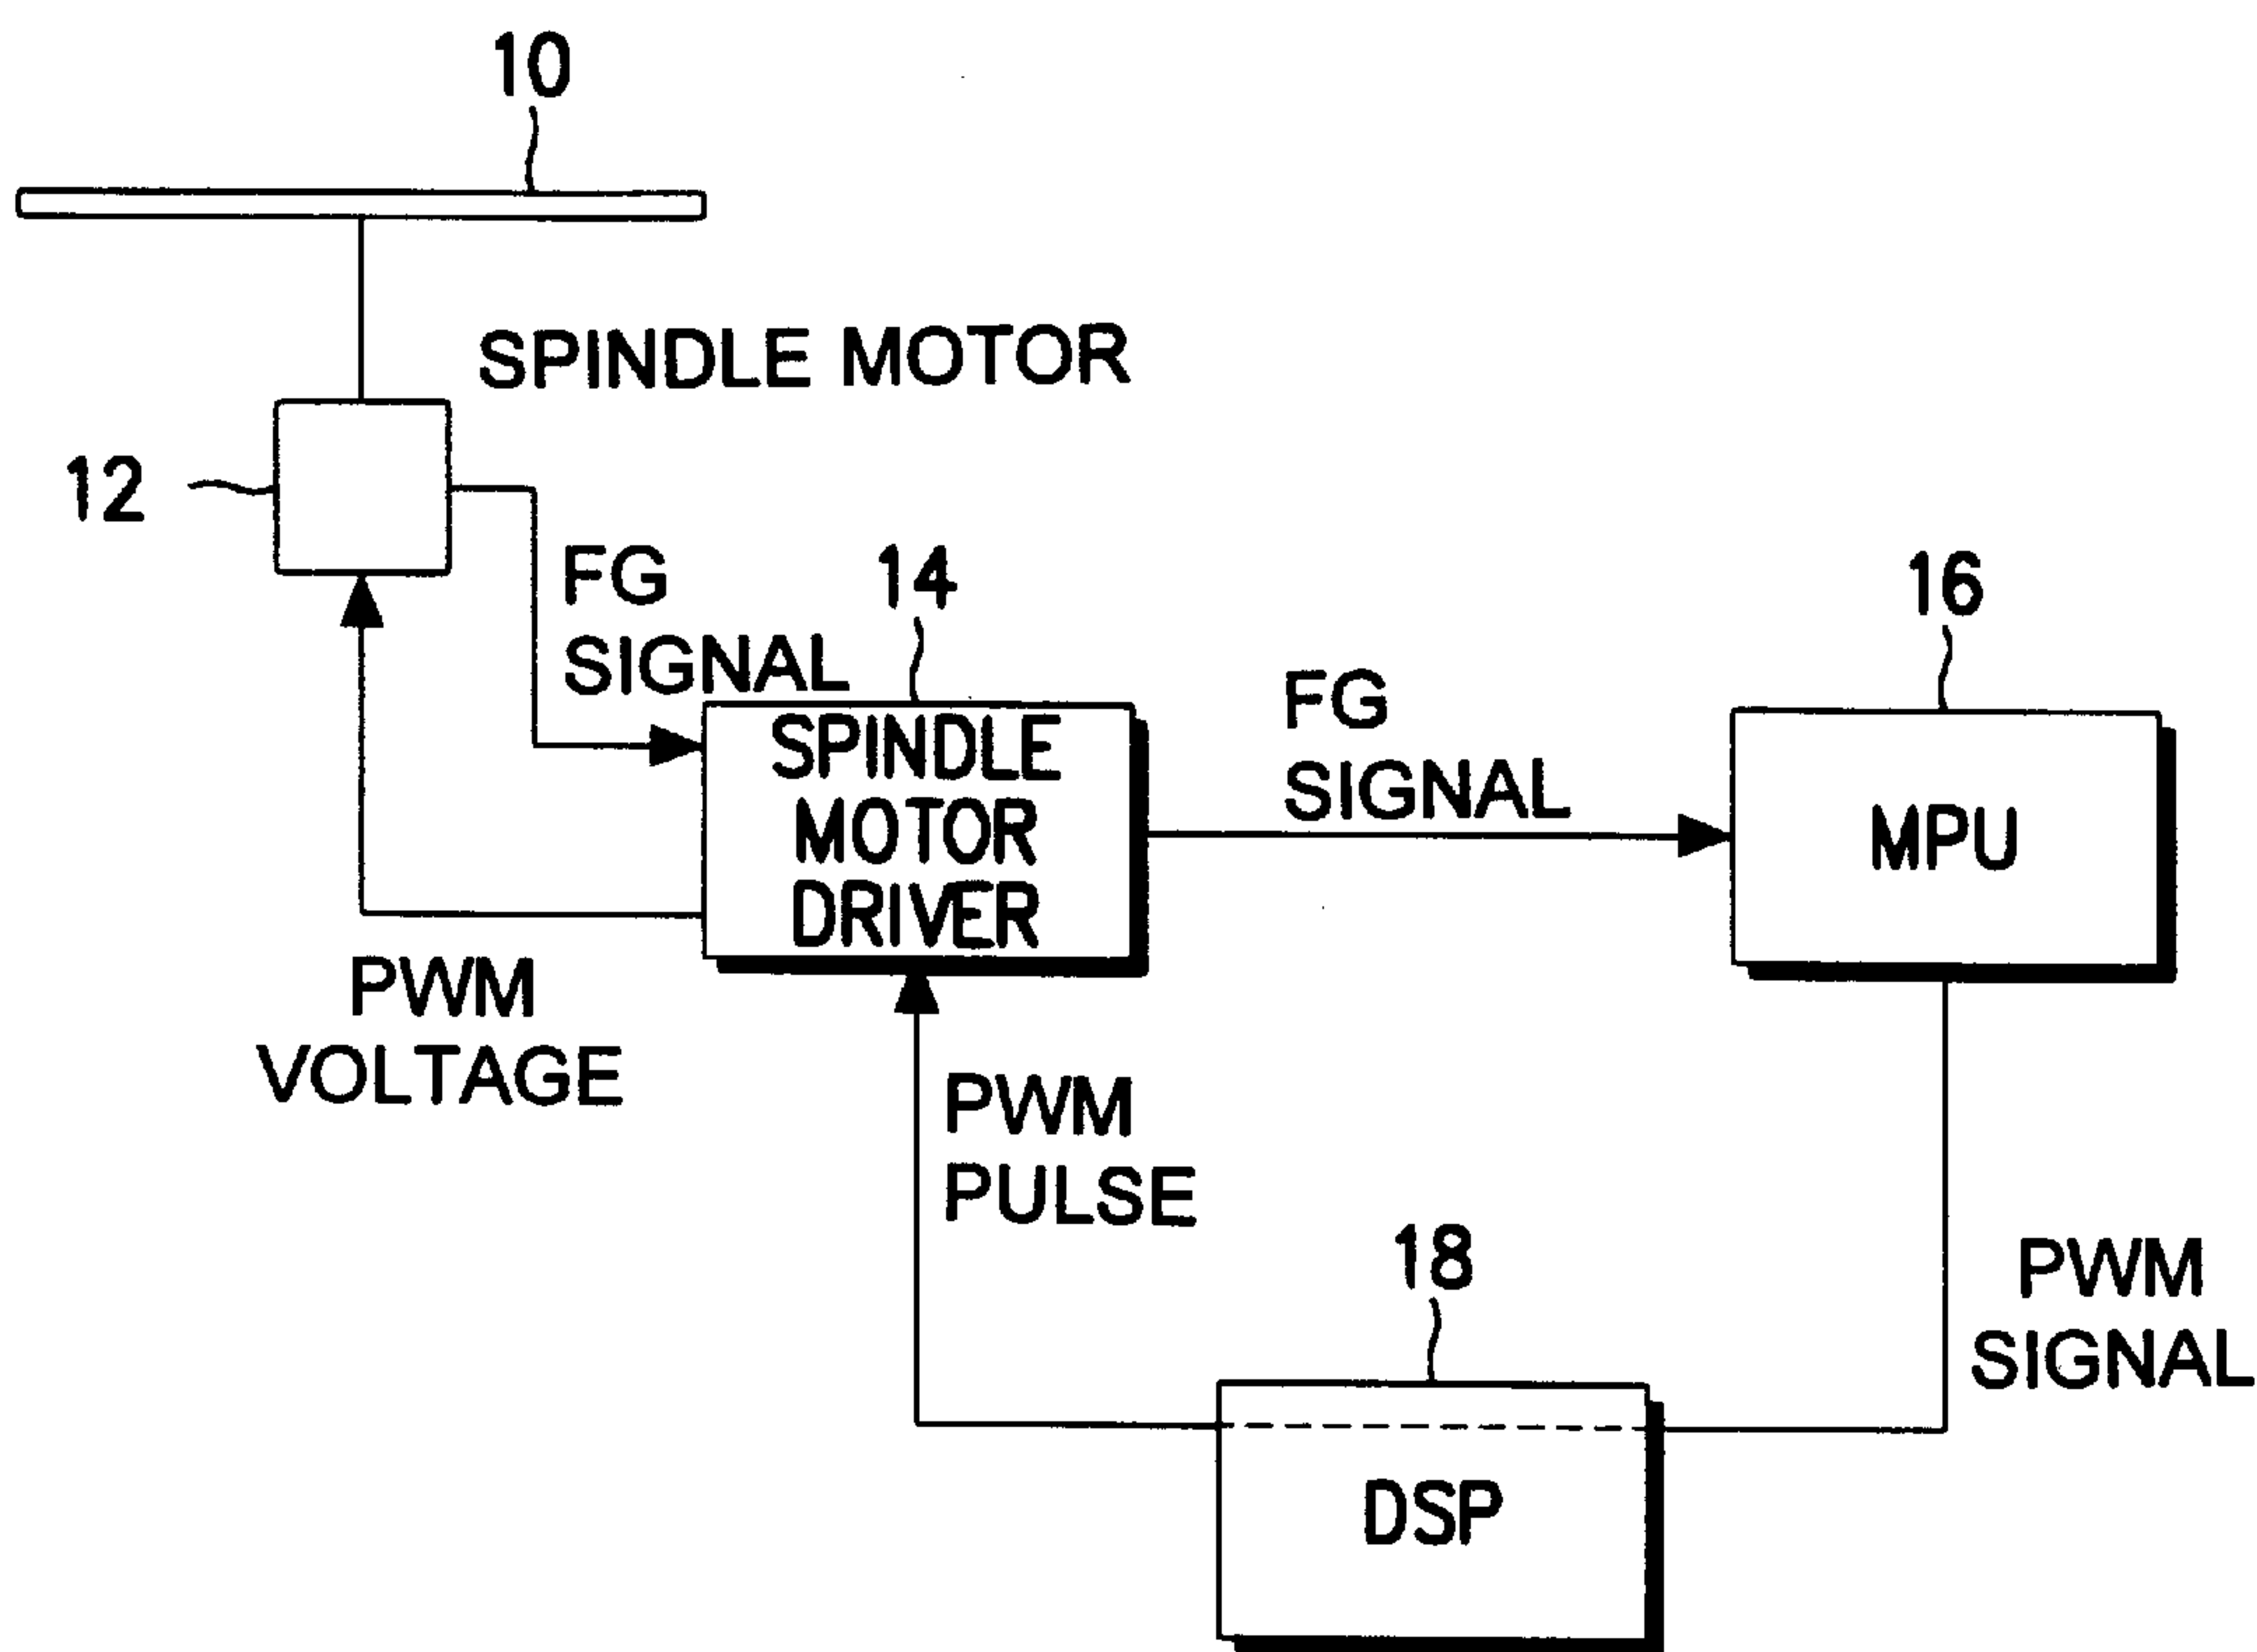 10
SPINDLE MOTOR
12
FG
SIGNAL
14
16
SPINDLE
MOTOR
DRIVER
FG
SIGNAL
MPU
PWM
VOLTAGE
PWM
PULSE
18
PWM
SIGNAL
DSP